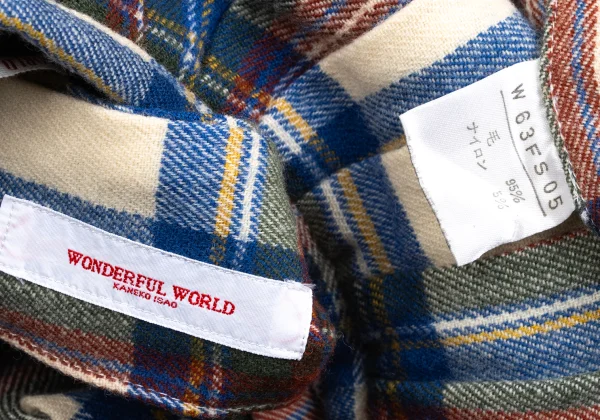 WONDERFUL WORLD
KANEKO ISAO
W63FS05
毛 95%
ナイロン 5%